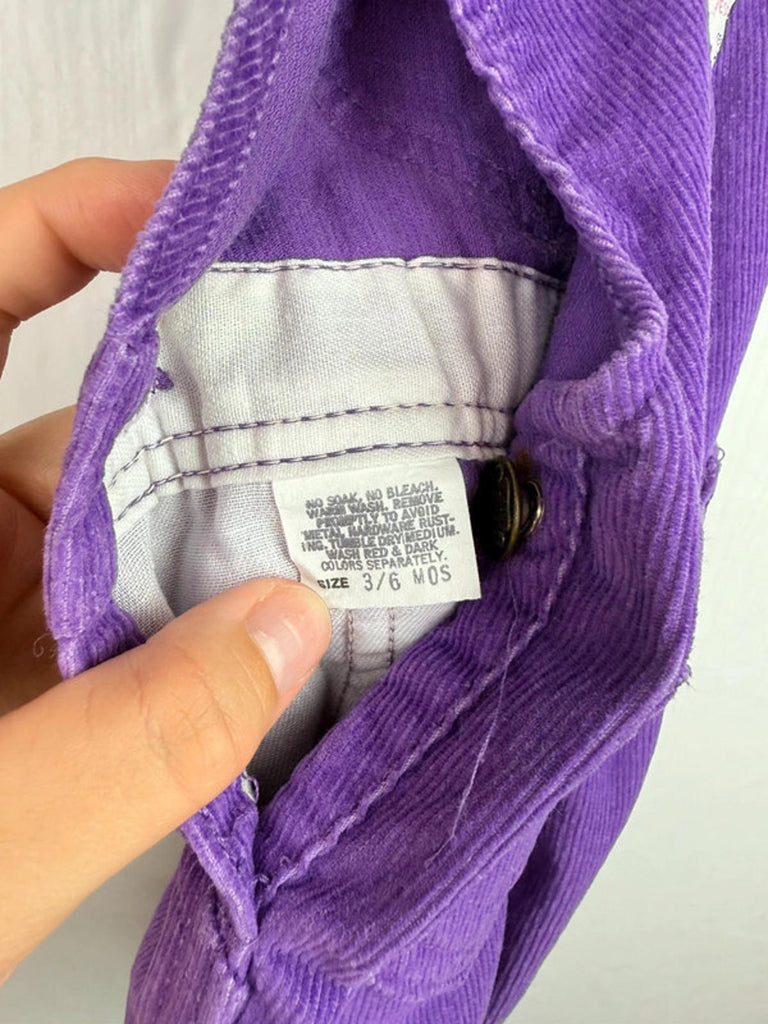 NO SOAK, NO BLEACH.
WARM WASH. REMOVE
PROMPTLY TO AVOID
METAL HARDWARE RUST-
ING. TUMBLE DRY MEDIUM.
WASH RED & DARK
COLORS SEPARATELY.
SIZE 3/6 MOS